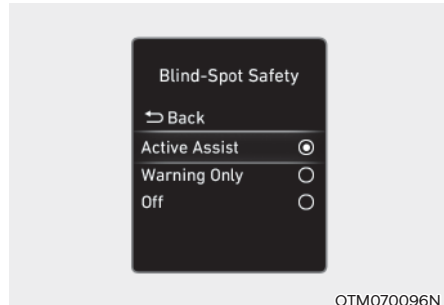 Blind-Spot Safety
Back
Active Assist
Warning Only
Off
OTM070096N